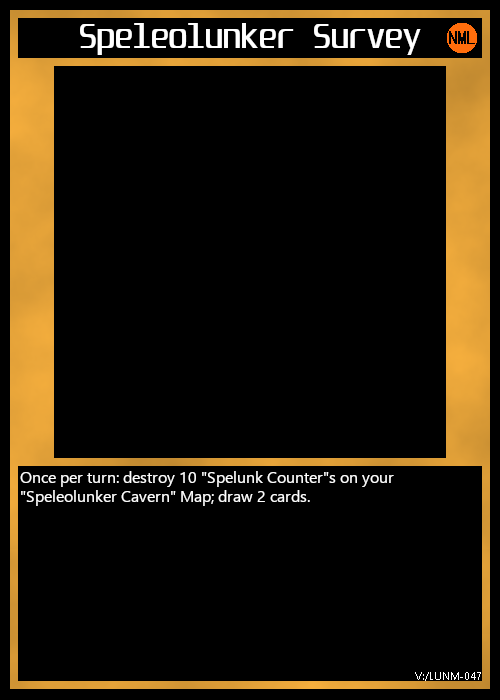 Speleolunker Survey
NML
Once per turn: destroy 10 "Spelunk Counter"s on your
"Speleolunker Cavern" Map; draw 2 cards.
V:/LUNM-047